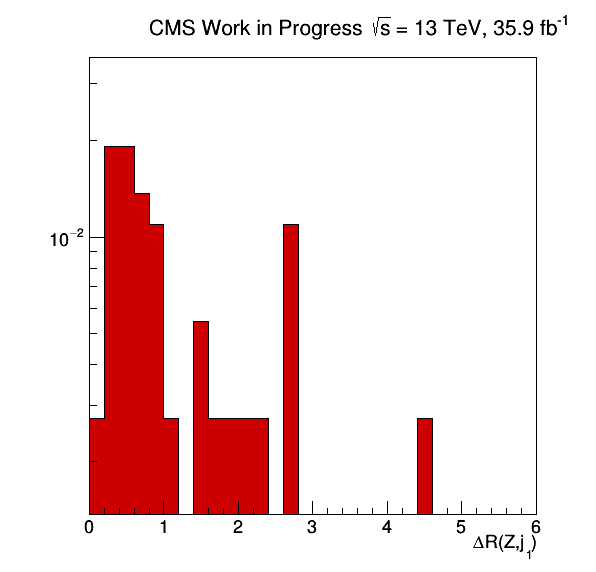 CMS Work in Progress √s = 13 TeV, 35.9 fb⁻¹
10⁻²
0 1 2 3 4 5 6
ΔR(Z,j₁)